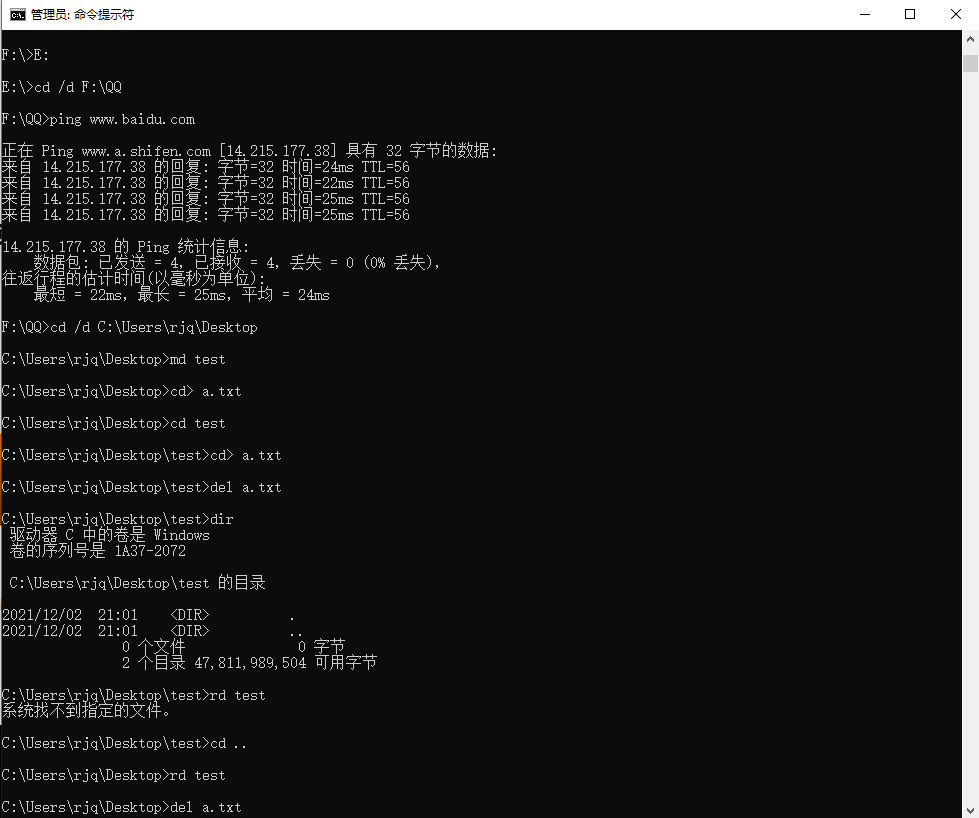 管理员: 命令提示符
F:\>E:
E:\>cd /d F:\QQ
F:\QQ>ping www.baidu.com
正在 Ping www.a.shifen.com [14.215.177.38] 具有 32 字节的数据:
来自 14.215.177.38 的回复: 字节=32 时间=24ms TTL=56
来自 14.215.177.38 的回复: 字节=32 时间=22ms TTL=56
来自 14.215.177.38 的回复: 字节=32 时间=25ms TTL=56
来自 14.215.177.38 的回复: 字节=32 时间=25ms TTL=56
14.215.177.38 的 Ping 统计信息:
    数据包: 已发送 = 4, 已接收 = 4, 丢失 = 0 (0% 丢失),
往返行程的估计时间(以毫秒为单位):
    最短 = 22ms, 最长 = 25ms, 平均 = 24ms
F:\QQ>cd /d C:\Users\rjq\Desktop
C:\Users\rjq\Desktop>md test
C:\Users\rjq\Desktop>cd> a.txt
C:\Users\rjq\Desktop>cd test
C:\Users\rjq\Desktop\test>cd> a.txt
C:\Users\rjq\Desktop\test>del a.txt
C:\Users\rjq\Desktop\test>dir
 驱动器 C 中的卷是 Windows
 卷的序列号是 1A37-2072
 C:\Users\rjq\Desktop\test 的目录
2021/12/02  21:01    <DIR>          .
2021/12/02  21:01    <DIR>          ..
               0 个文件              0 字节
               2 个目录 47,811,989,504 可用字节
C:\Users\rjq\Desktop\test>rd test
系统找不到指定的文件。
C:\Users\rjq\Desktop\test>cd ..
C:\Users\rjq\Desktop>rd test
C:\Users\rjq\Desktop>del a.txt